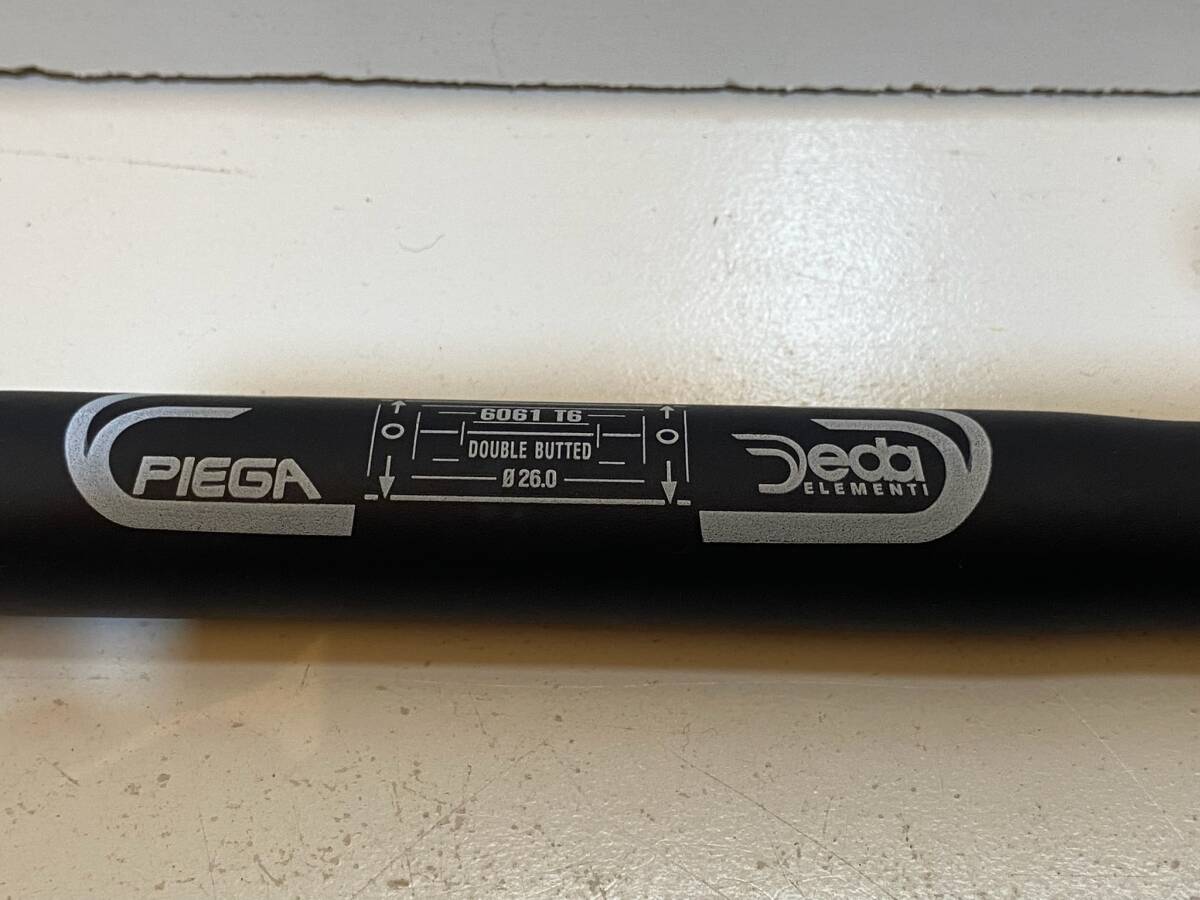 PIEGA
6061 T6
DOUBLE BUTTED
Ø 26.0
Deda
ELEMENTI